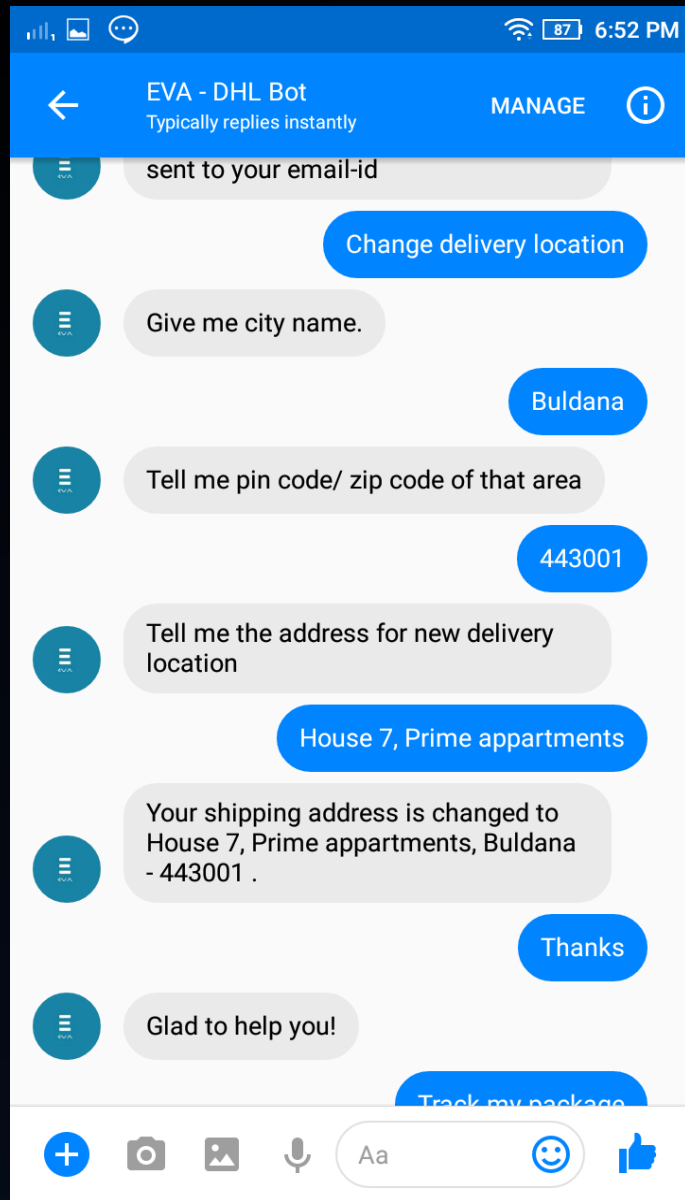 87 6:52 PM
EVA - DHL Bot
Typically replies instantly
MANAGE
sent to your email-id
Change delivery location
Give me city name.
Buldana
Tell me pin code/ zip code of that area
443001
Tell me the address for new delivery
location
House 7, Prime appartments
Your shipping address is changed to
House 7, Prime appartments, Buldana
- 443001 .
Thanks
Glad to help you!
Track my package
Aa